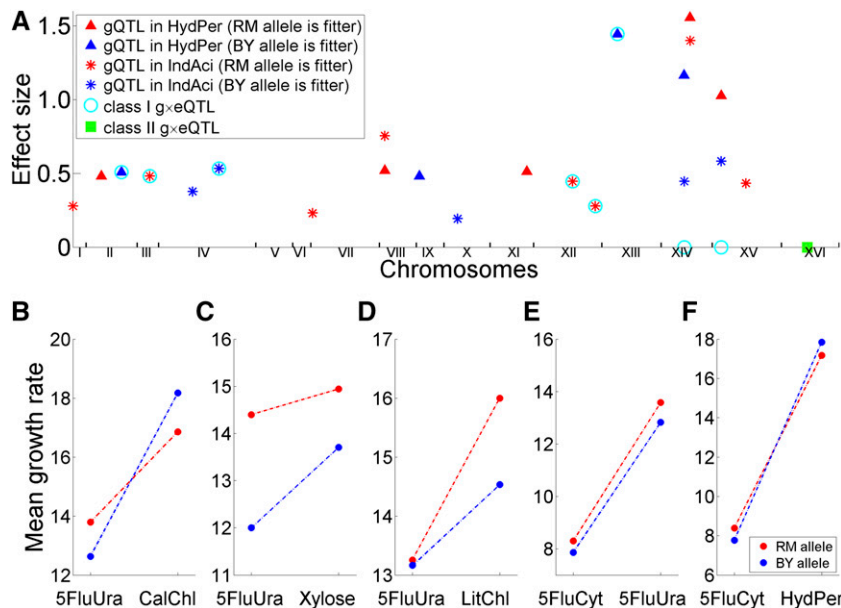 A
Effect size
1.5
1.0
0.5
0
gQTL in HydPer (RM allele is fitter)
gQTL in HydPer (BY allele is fitter)
gQTL in IndAci (RM allele is fitter)
gQTL in IndAci (BY allele is fitter)
class I g×eQTL
class II g×eQTL
I II III IV V VI VII VIII IX X XI XII XIII XIV XV XVI
Chromosomes
B C D E F
Mean growth rate
20
18
16
14
12
5FluUra CalChl
16
15
14
13
12
11
5FluUra Xylose
17
16
15
14
13
5FluUra LitChl
16
14
12
10
8
5FluCyt 5FluUra
18
16
14
12
10
8
6
RM allele
BY allele
5FluCyt HydPer